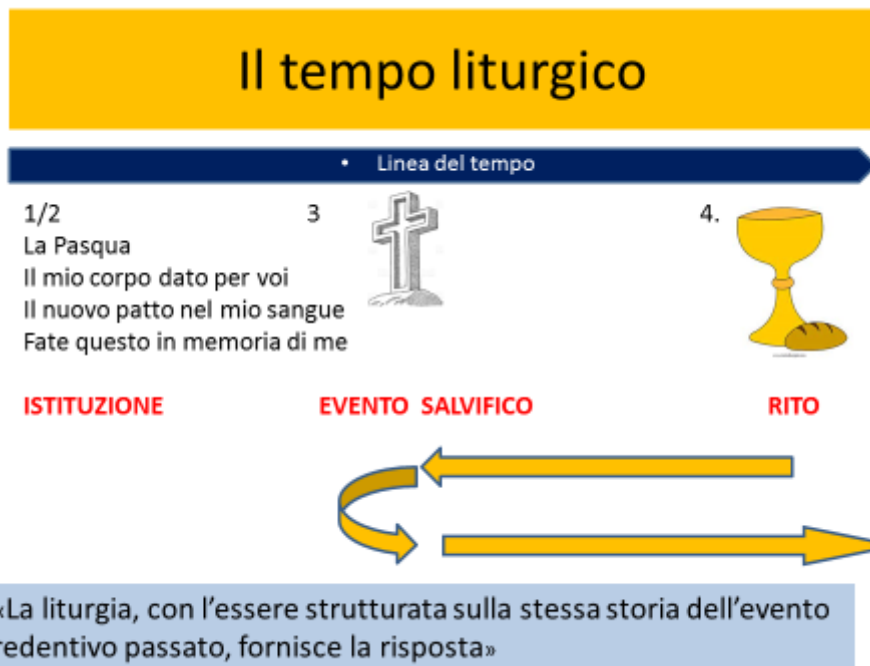 Il tempo liturgico
• Linea del tempo
1/2
3
4.
La Pasqua
Il mio corpo dato per voi
Il nuovo patto nel mio sangue
Fate questo in memoria di me
ISTITUZIONE
EVENTO SALVIFICO
RITO
«La liturgia, con l'essere strutturata sulla stessa storia dell'evento
redentivo passato, fornisce la risposta»